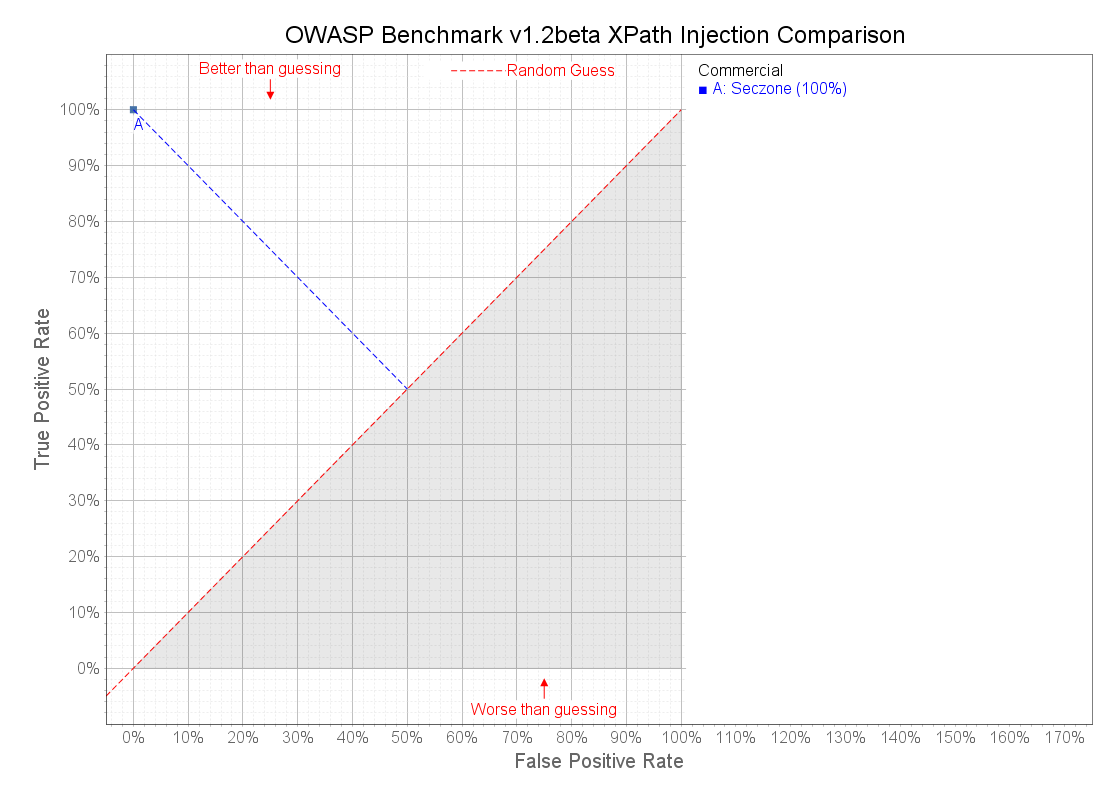 OWASP Benchmark v1.2beta XPath Injection Comparison
Better than guessing
Random Guess
Commercial
A: Seczone (100%)
A
100%
90%
80%
70%
60%
50%
40%
30%
20%
10%
0%
True Positive Rate
Worse than guessing
0% 10% 20% 30% 40% 50% 60% 70% 80% 90% 100% 110% 120% 130% 140% 150% 160% 170%
False Positive Rate